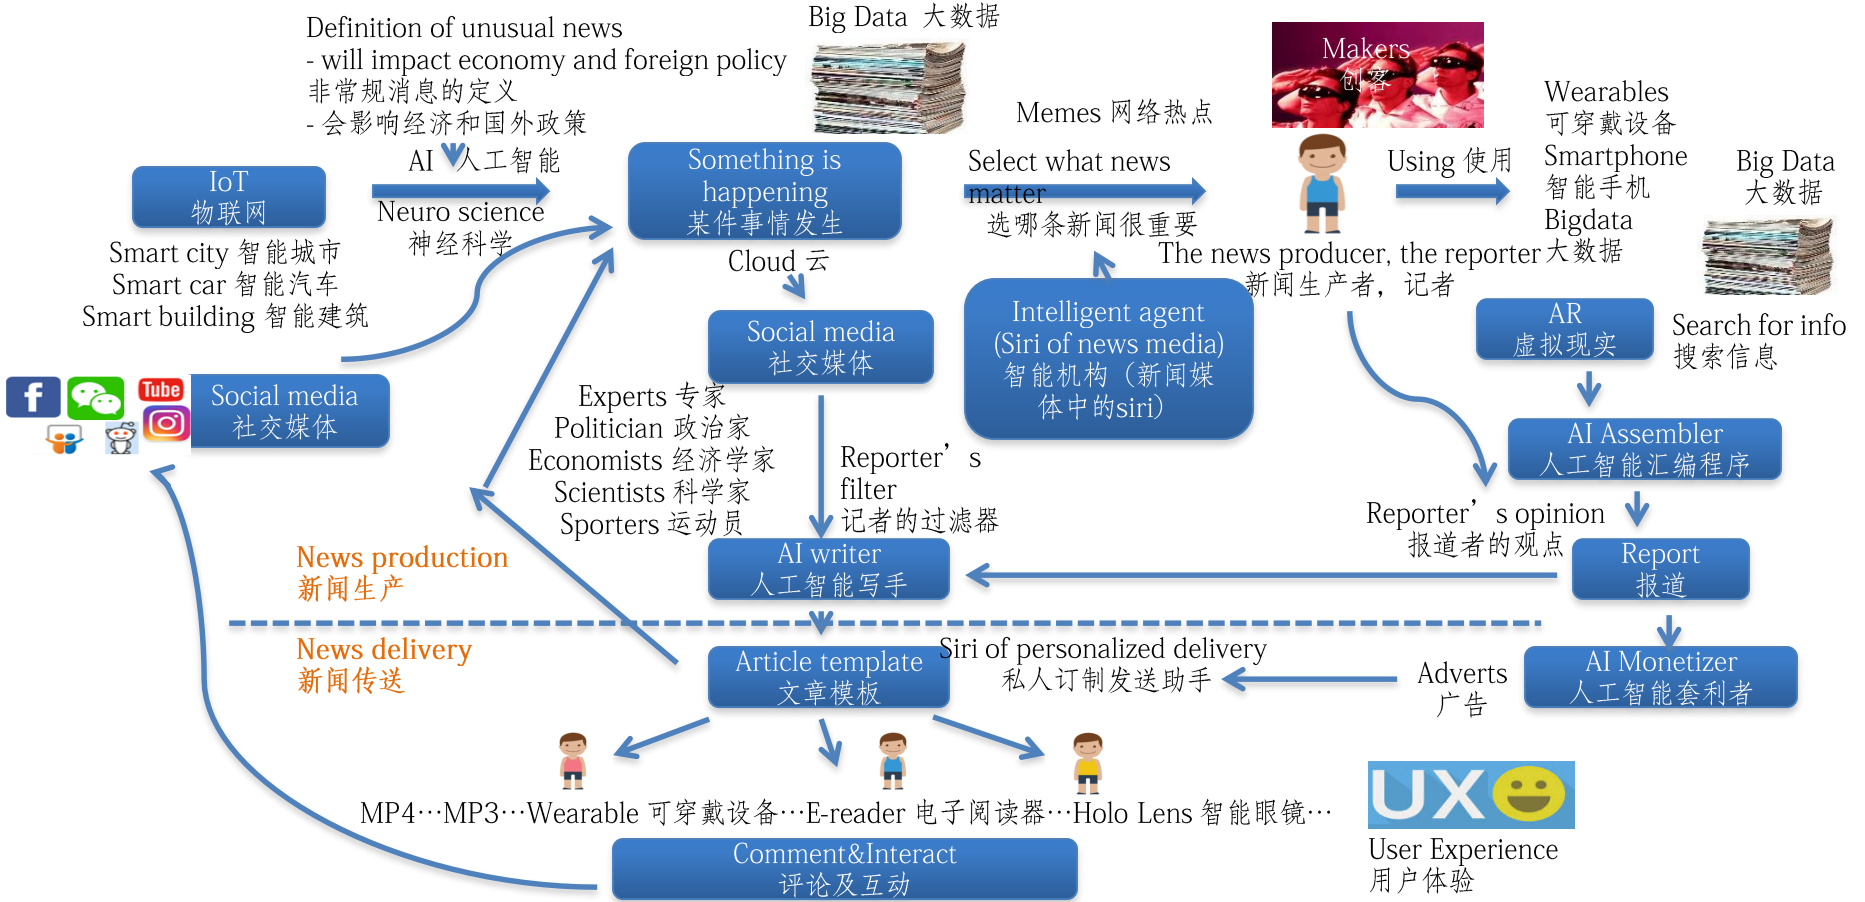 Definition of unusual news
- will impact economy and foreign policy
非常规消息的定义
- 会影响经济和国外政策
Big Data 大数据
Makers
创客
Memes 网络热点
Wearables
可穿戴设备
Smartphone
智能手机
Bigdata
大数据
Big Data
大数据
AI 人工智能
Neuro science
神经科学
IoT
物联网
Smart city 智能城市
Smart car 智能汽车
Smart building 智能建筑
Something is
happening
某件事情发生
Select what news
matter
选哪条新闻很重要
Using 使用
The news producer, the reporter
新闻生产者，记者
Cloud 云
Social media
社交媒体
Intelligent agent
(Siri of news media)
智能机构（新闻媒
体中的siri）
AR
虚拟现实
Search for info
搜索信息
f
Tube
Social media
社交媒体
Experts 专家
Politician 政治家
Economists 经济学家
Scientists 科学家
Sporters 运动员
Reporter’s
filter
记者的过滤器
AI Assembler
人工智能汇编程序
Reporter’s opinion
报道者的观点
Report
报道
AI writer
人工智能写手
News production
新闻生产
News delivery
新闻传送
Article template
文章模板
Siri of personalized delivery
私人订制发送助手
Adverts
广告
AI Monetizer
人工智能套利者
MP4…MP3…Wearable 可穿戴设备…E-reader 电子阅读器…Holo Lens 智能眼镜…
Comment&Interact
评论及互动
UX
User Experience
用户体验